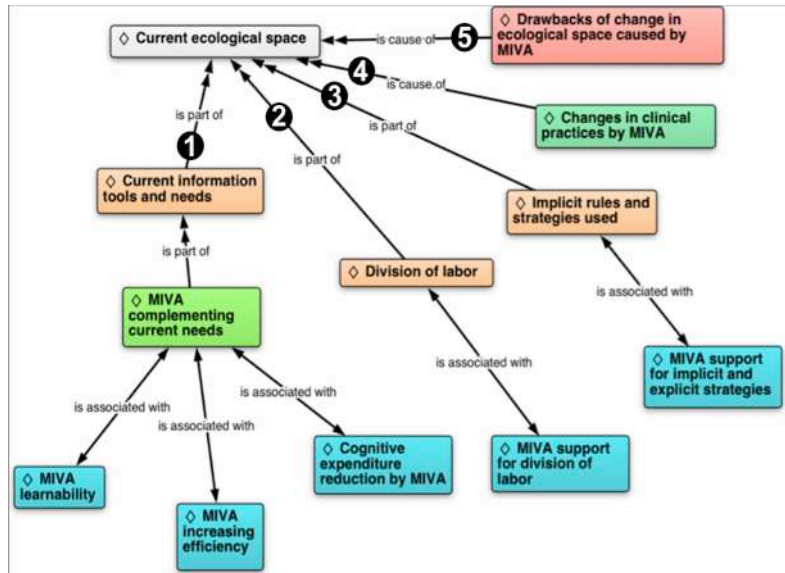 ◇ Current ecological space
is cause of
5
◇ Drawbacks of change in
ecological space caused by
MIVA
4
is cause of
3
◇ Changes in clinical
practices by MIVA
is part of
1
2
is part of
is part of
◇ Current information
tools and needs
◇ Implicit rules and
strategies used
is part of
◇ Division of labor
◇ MIVA
complementing
current needs
is associated with
is associated with
◇ MIVA support
for implicit and
explicit strategies
is associated with
is associated with
is associated with
◇ MIVA
learnability
◇ MIVA
increasing
efficiency
◇ Cognitive
expenditure
reduction by MIVA
◇ MIVA support
for division of
labor